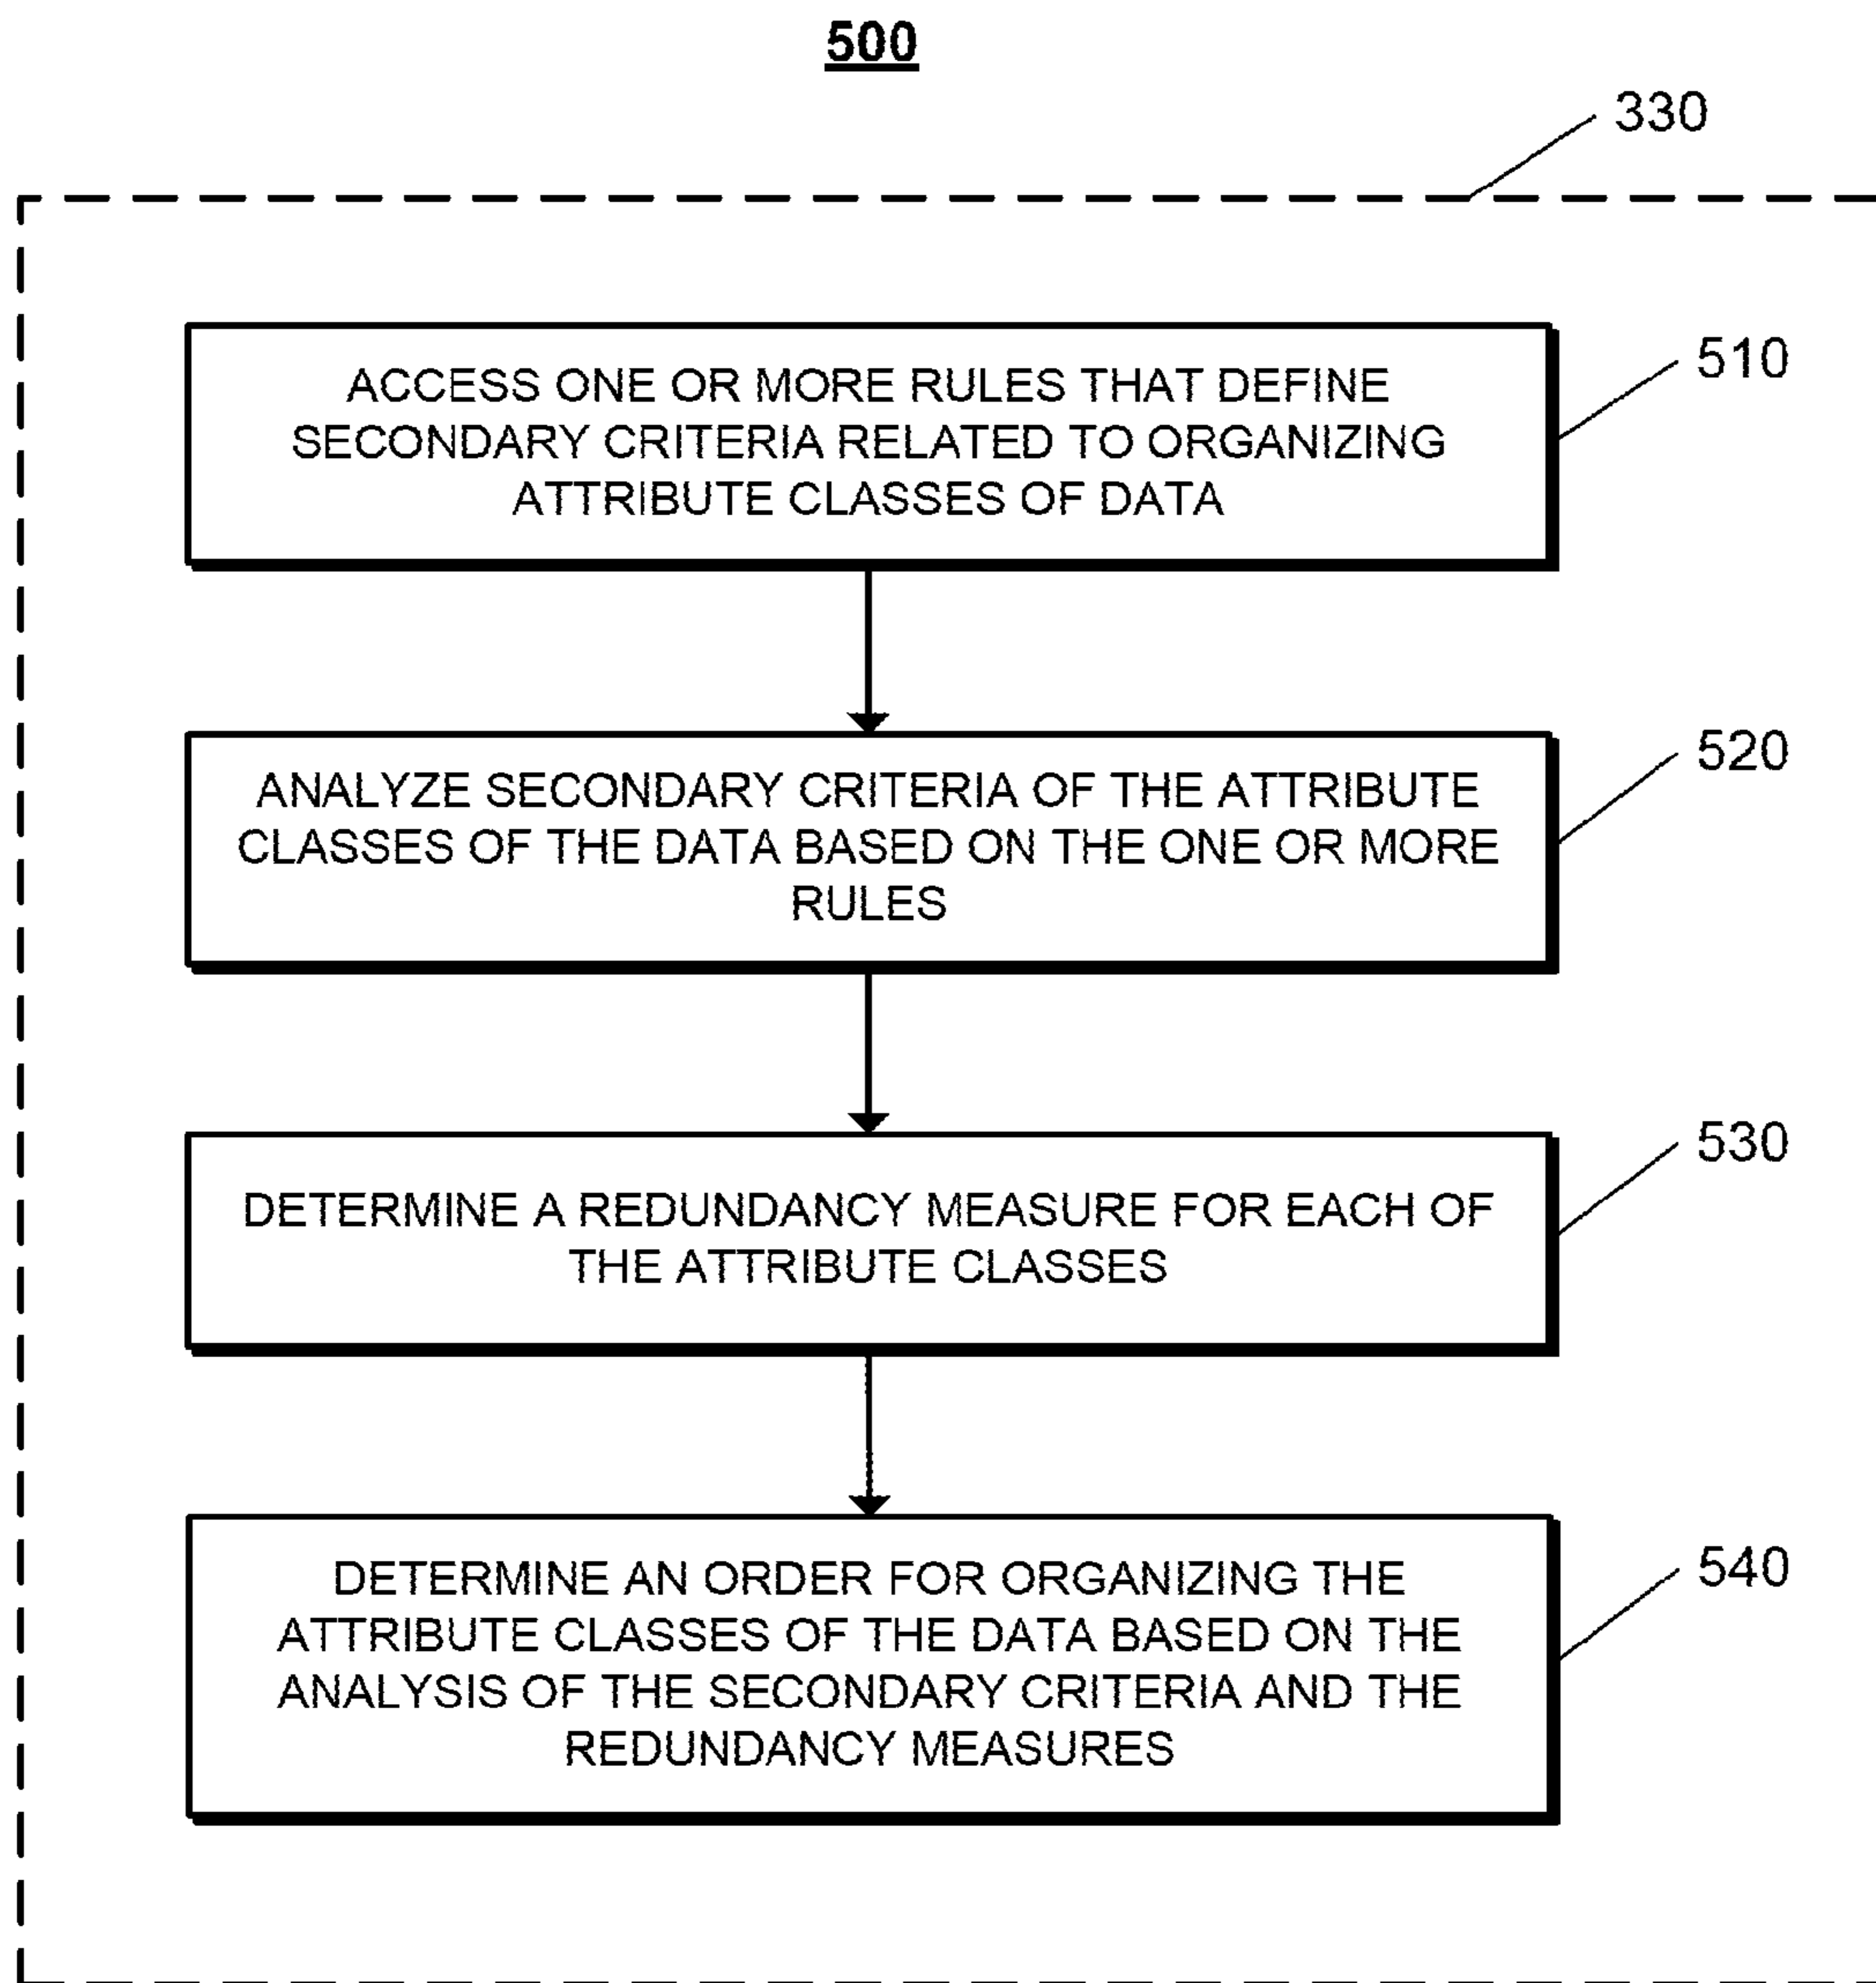 500
330
ACCESS ONE OR MORE RULES THAT DEFINE
SECONDARY CRITERIA RELATED TO ORGANIZING
ATTRIBUTE CLASSES OF DATA
510
ANALYZE SECONDARY CRITERIA OF THE ATTRIBUTE
CLASSES OF THE DATA BASED ON THE ONE OR MORE
RULES
520
DETERMINE A REDUNDANCY MEASURE FOR EACH OF
THE ATTRIBUTE CLASSES
530
DETERMINE AN ORDER FOR ORGANIZING THE
ATTRIBUTE CLASSES OF THE DATA BASED ON THE
ANALYSIS OF THE SECONDARY CRITERIA AND THE
REDUNDANCY MEASURES
540